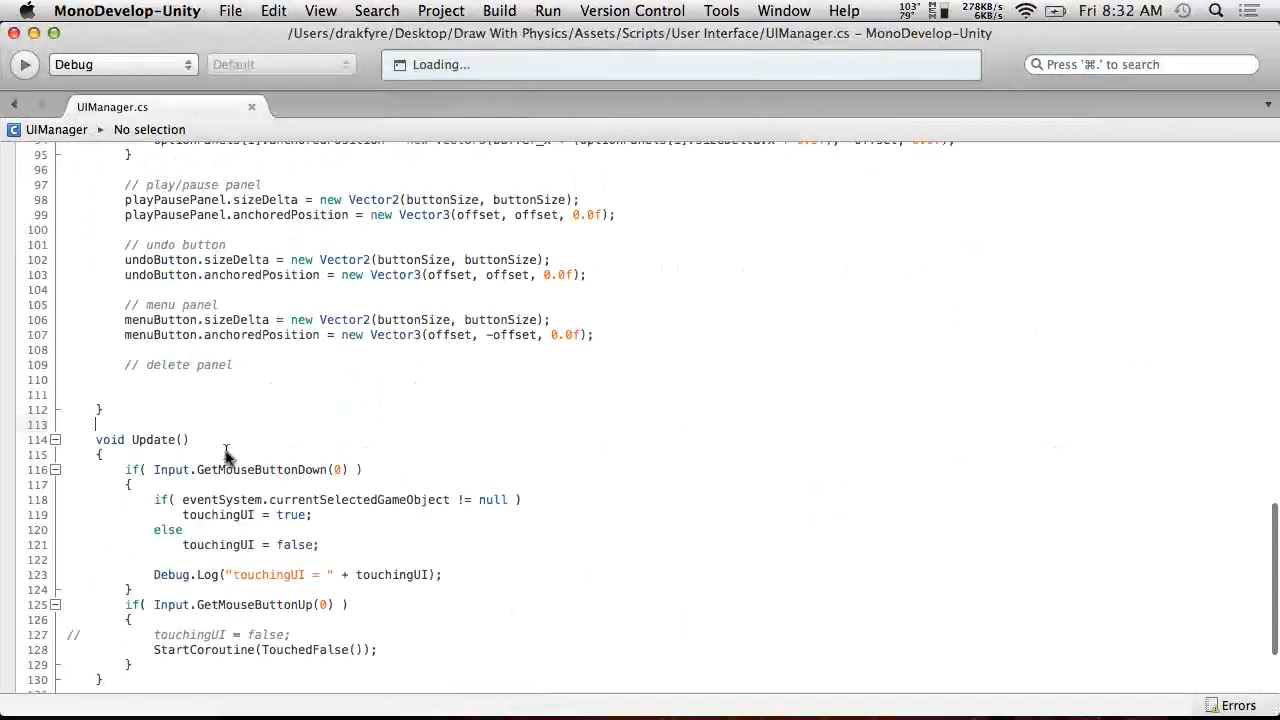 MonoDevelop-Unity File Edit View Search Project Build Run Version Control Tools Window Help 103° 79° 278KB/s 6KB/s Fri 8:32 AM
/Users/drakfyre/Desktop/Draw With Physics/Assets/Scripts/User Interface/UIManager.cs – MonoDevelop-Unity
Debug Default Loading... Press '⌘.' to search
UIManager.cs
UIManager ▸ No selection
95 }
96
97 // play/pause panel
98 playPausePanel.sizeDelta = new Vector2(buttonSize, buttonSize);
99 playPausePanel.anchoredPosition = new Vector3(offset, offset, 0.0f);
100
101 // undo button
102 undoButton.sizeDelta = new Vector2(buttonSize, buttonSize);
103 undoButton.anchoredPosition = new Vector3(offset, offset, 0.0f);
104
105 // menu panel
106 menuButton.sizeDelta = new Vector2(buttonSize, buttonSize);
107 menuButton.anchoredPosition = new Vector3(offset, -offset, 0.0f);
108
109 // delete panel
110
111
112 }
113
114 void Update()
115 {
116 if( Input.GetMouseButtonDown(0) )
117 {
118 if( eventSystem.currentSelectedGameObject != null )
119 touchingUI = true;
120 else
121 touchingUI = false;
122
123 Debug.Log("touchingUI = " + touchingUI);
124 }
125 if( Input.GetMouseButtonUp(0) )
126 {
127 // touchingUI = false;
128 StartCoroutine(TouchedFalse());
129 }
130 }
Errors